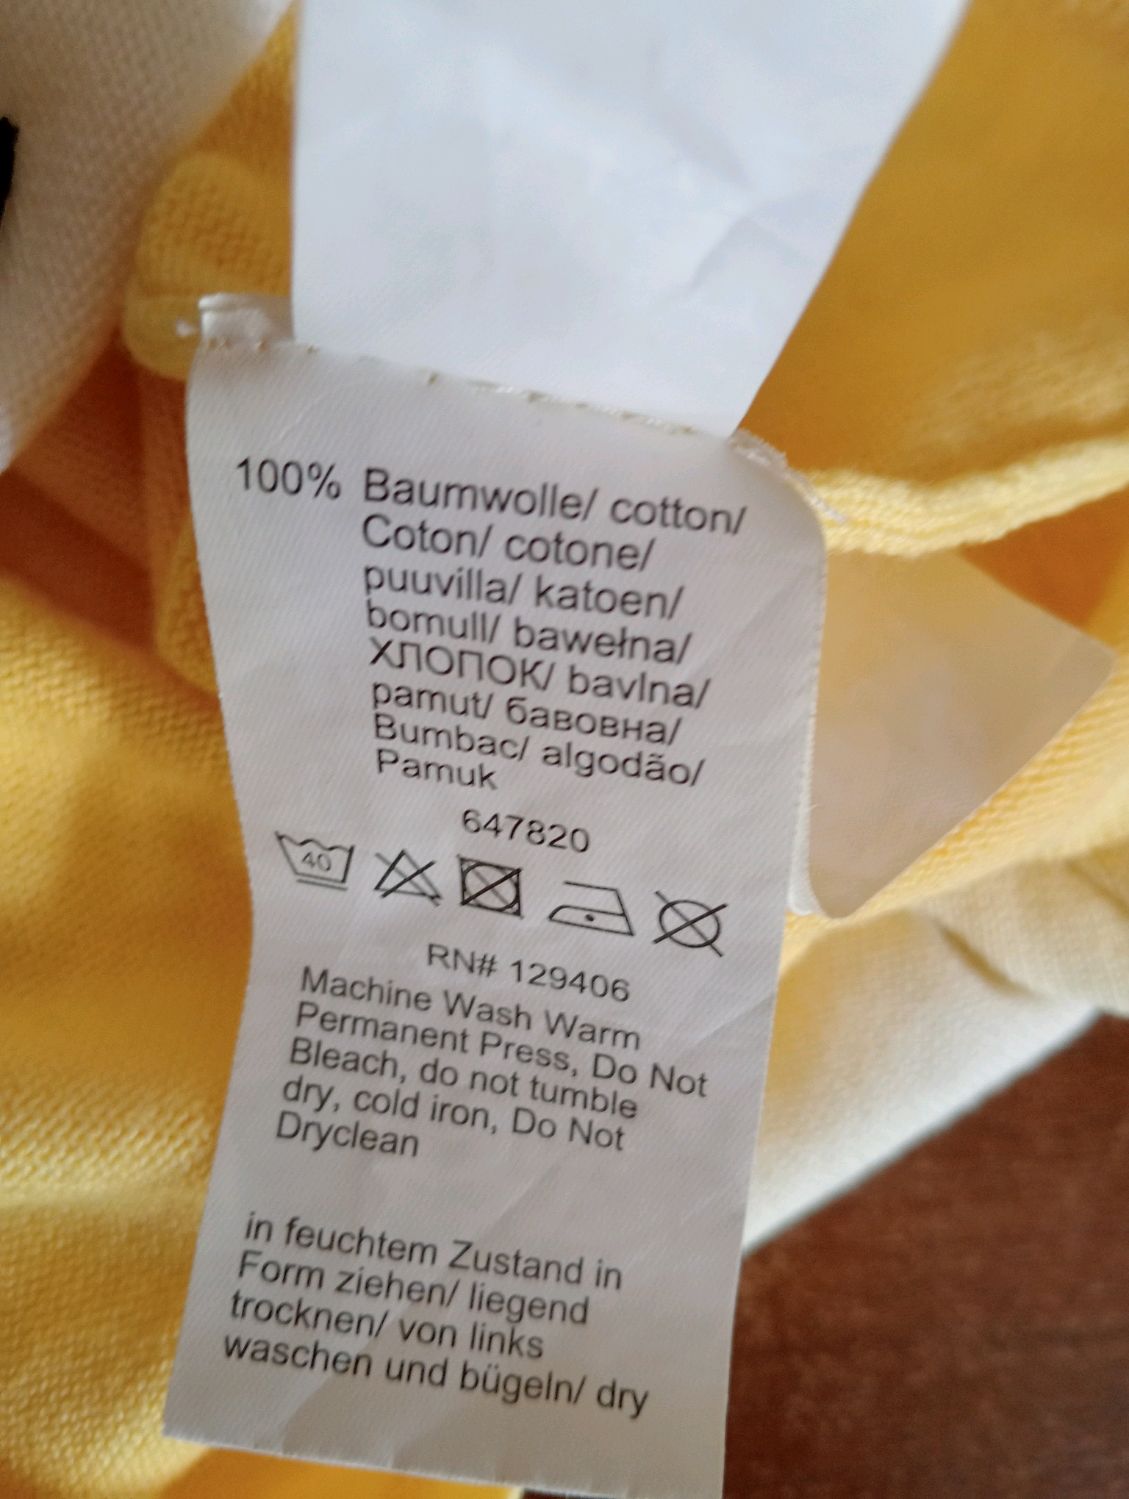 100% Baumwolle/ cotton/
Coton/ cotone/
puuvilla/ katoen/
bomull/ bawełna/
ХЛОПОК/ bavlna/
pamut/ бавовна/
Bumbac/ algodão/
Pamuk
647820
40
RN# 129406
Machine Wash Warm
Permanent Press, Do Not
Bleach, do not tumble
dry, cold iron, Do Not
Dryclean
in feuchtem Zustand in
Form ziehen/ liegend
trocknen/ von links
waschen und bügeln/ dry